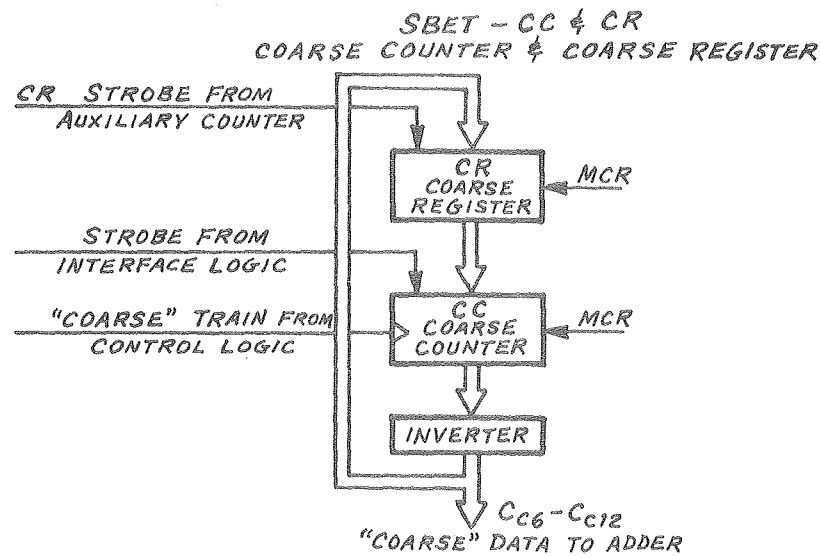 SBET - CC & CR
COARSE COUNTER & COARSE REGISTER
CR STROBE FROM
AUXILIARY COUNTER
CR
COARSE
REGISTER
MCR
STROBE FROM
INTERFACE LOGIC
CC
COARSE
COUNTER
MCR
"COARSE" TRAIN FROM
CONTROL LOGIC
INVERTER
CC6-CC12
"COARSE" DATA TO ADDER